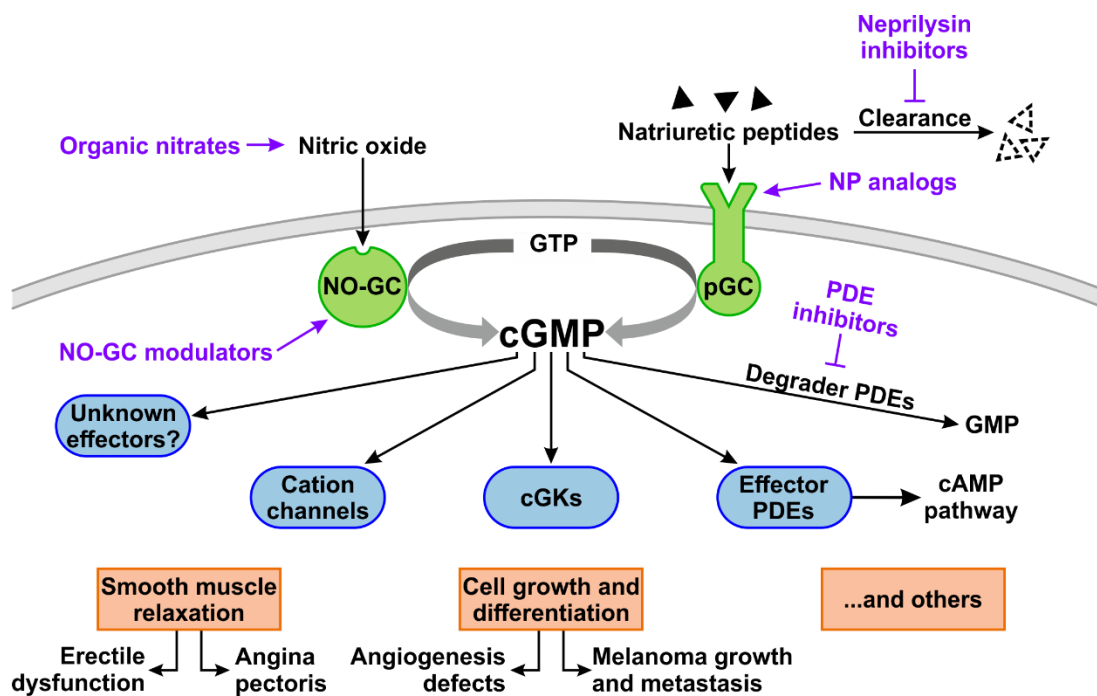 Neprilysin
inhibitors
Natriuretic peptides
Clearance
Organic nitrates
Nitric oxide
NP analogs
GTP
NO-GC
pGC
PDE
inhibitors
cGMP
NO-GC modulators
Degrader PDEs
GMP
Unknown
effectors?
Cation
channels
cGKs
Effector
PDEs
cAMP
pathway
Smooth muscle
relaxation
Cell growth and
differentiation
...and others
Erectile
dysfunction
Angina
pectoris
Angiogenesis
defects
Melanoma growth
and metastasis